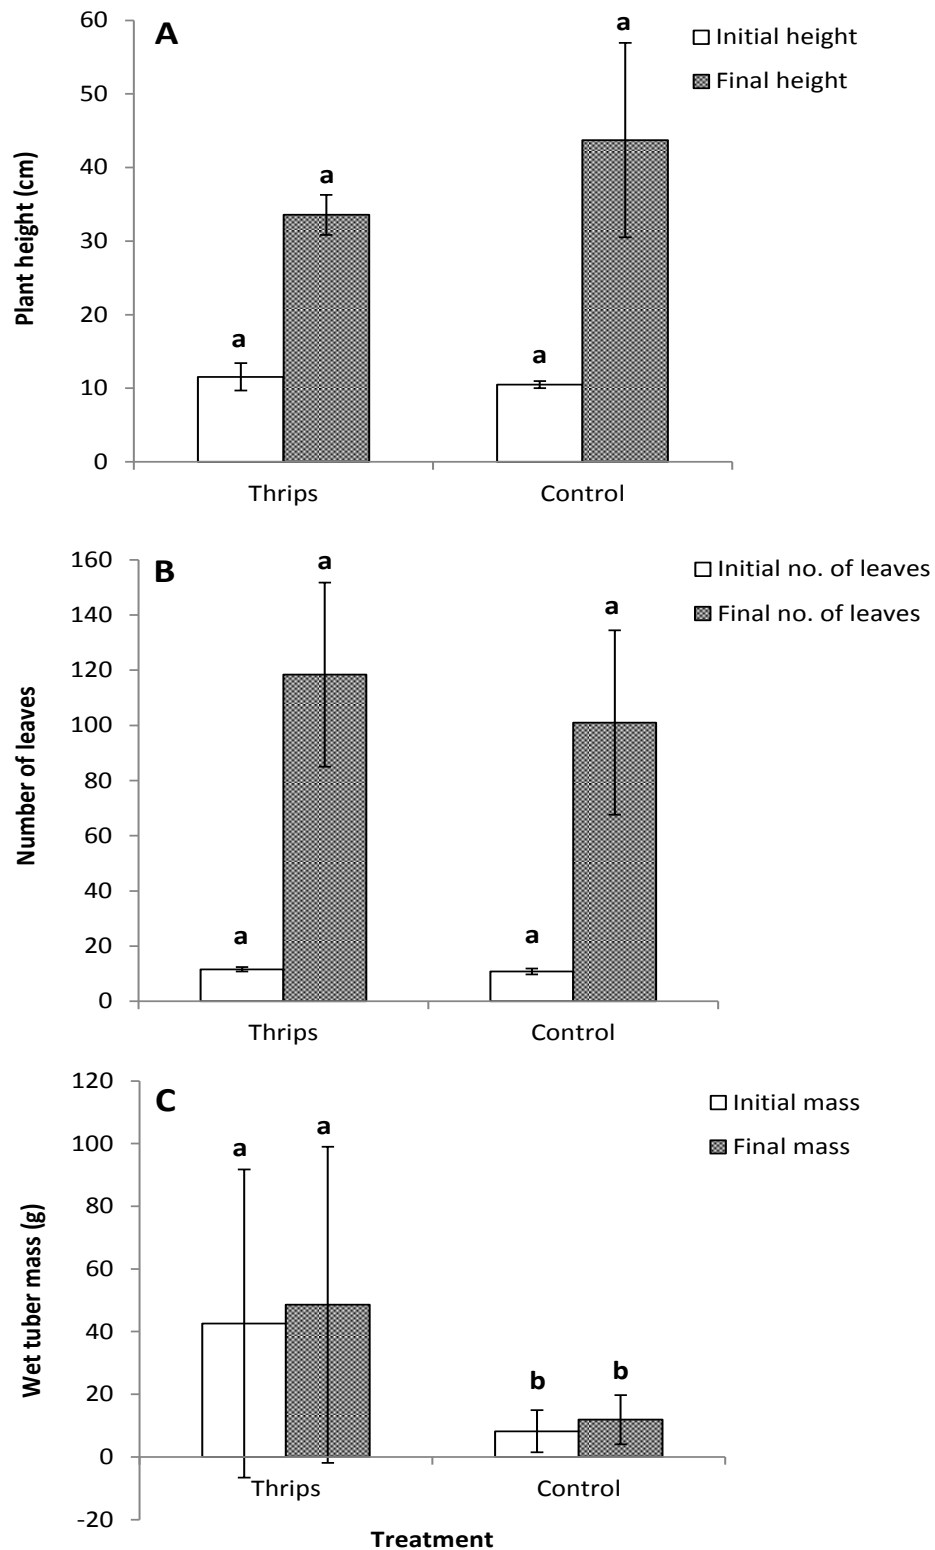 A
Initial height
Final height
Plant height (cm)
60
50
40
30
20
10
0
a
a
a
a
Thrips
Control
B
Initial no. of leaves
Final no. of leaves
Number of leaves
160
140
120
100
80
60
40
20
0
a
a
a
a
Thrips
Control
C
Initial mass
Final mass
Wet tuber mass (g)
120
100
80
60
40
20
0
-20
a
a
b
b
Thrips
Control
Treatment